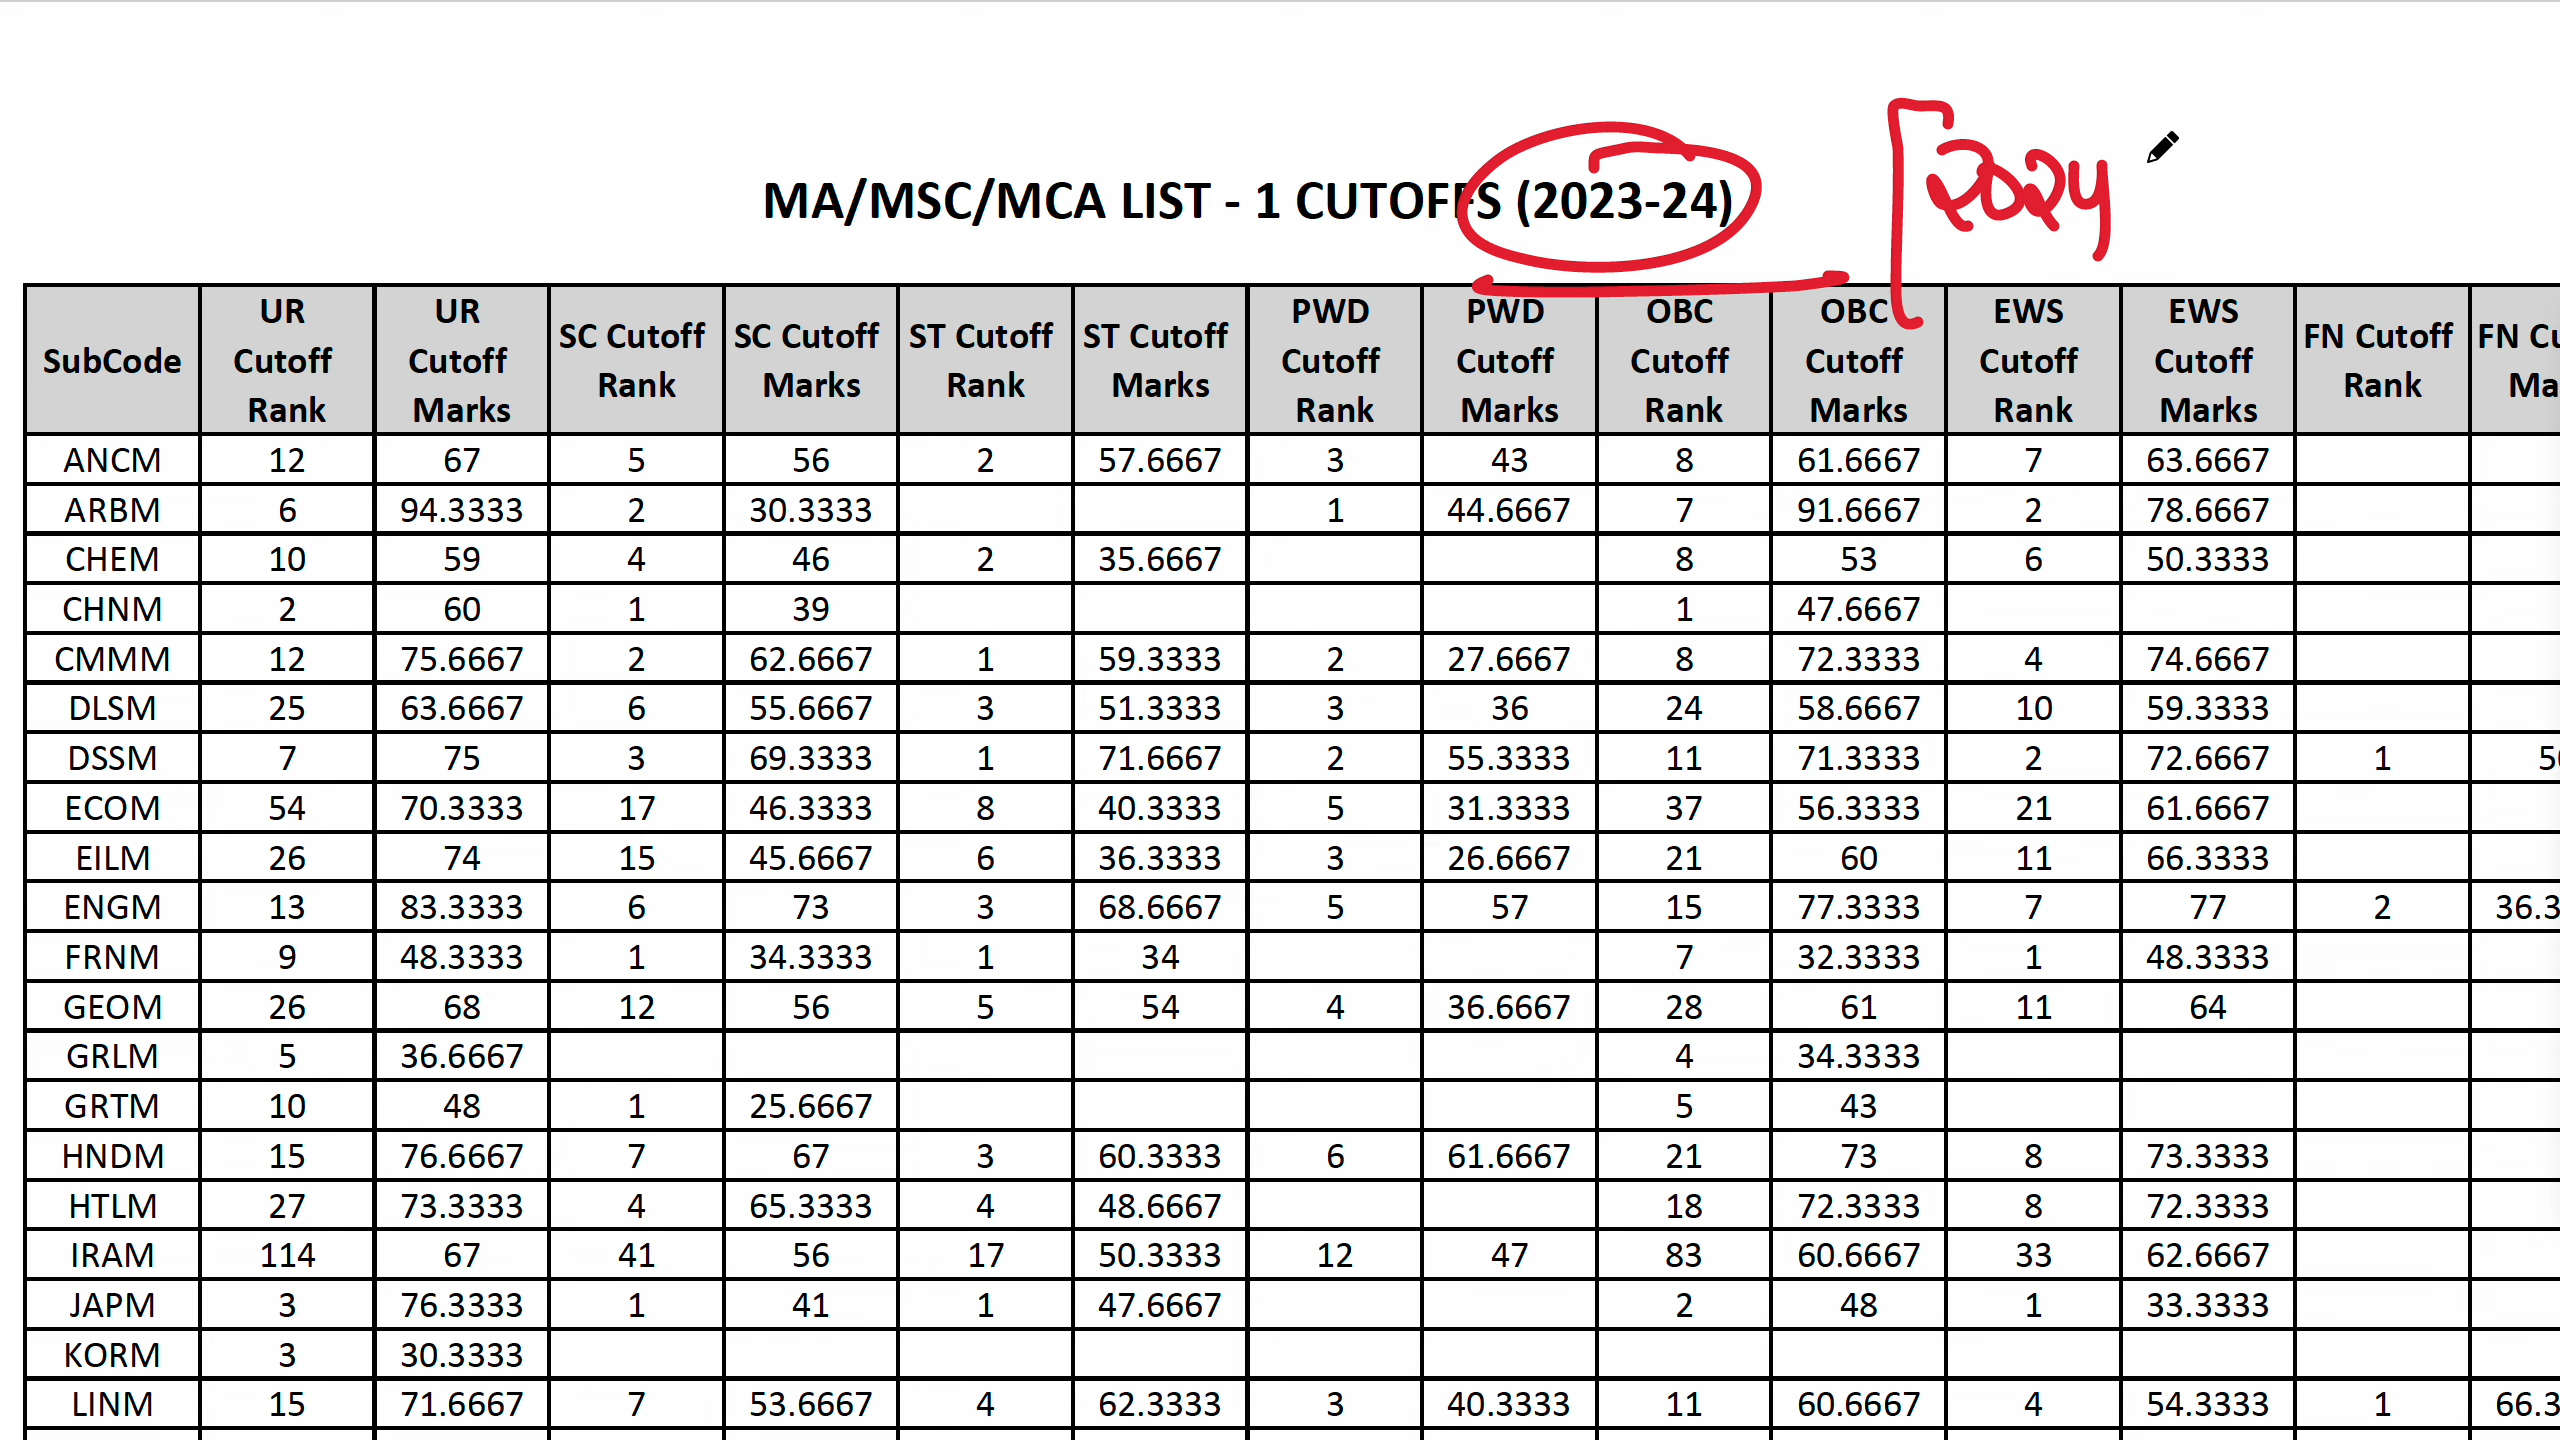 MA/MSC/MCA LIST - 1 CUTOFFS (2023-24) 2024
SubCode UR Cutoff Rank UR Cutoff Marks SC Cutoff Rank SC Cutoff Marks ST Cutoff Rank ST Cutoff Marks PWD Cutoff Rank PWD Cutoff Marks OBC Cutoff Rank OBC Cutoff Marks EWS Cutoff Rank EWS Cutoff Marks FN Cutoff Rank FN Cu Ma
ANCM 12 67 5 56 2 57.6667 3 43 8 61.6667 7 63.6667
ARBM 6 94.3333 2 30.3333 1 44.6667 7 91.6667 2 78.6667
CHEM 10 59 4 46 2 35.6667 8 53 6 50.3333
CHNM 2 60 1 39 1 47.6667
CMMM 12 75.6667 2 62.6667 1 59.3333 2 27.6667 8 72.3333 4 74.6667
DLSM 25 63.6667 6 55.6667 3 51.3333 3 36 24 58.6667 10 59.3333
DSSM 7 75 3 69.3333 1 71.6667 2 55.3333 11 71.3333 2 72.6667 1
ECOM 54 70.3333 17 46.3333 8 40.3333 5 31.3333 37 56.3333 21 61.6667
EILM 26 74 15 45.6667 6 36.3333 3 26.6667 21 60 11 66.3333
ENGM 13 83.3333 6 73 3 68.6667 5 57 15 77.3333 7 77 2 36.3
FRNM 9 48.3333 1 34.3333 1 34 7 32.3333 1 48.3333
GEOM 26 68 12 56 5 54 4 36.6667 28 61 11 64
GRLM 5 36.6667 4 34.3333
GRTM 10 48 1 25.6667 5 43
HNDM 15 76.6667 7 67 3 60.3333 6 61.6667 21 73 8 73.3333
HTLM 27 73.3333 4 65.3333 4 48.6667 18 72.3333 8 72.3333
IRAM 114 67 41 56 17 50.3333 12 47 83 60.6667 33 62.6667
JAPM 3 76.3333 1 41 1 47.6667 2 48 1 33.3333
KORM 3 30.3333
LINM 15 71.6667 7 53.6667 4 62.3333 3 40.3333 11 60.6667 4 54.3333 1 66.3